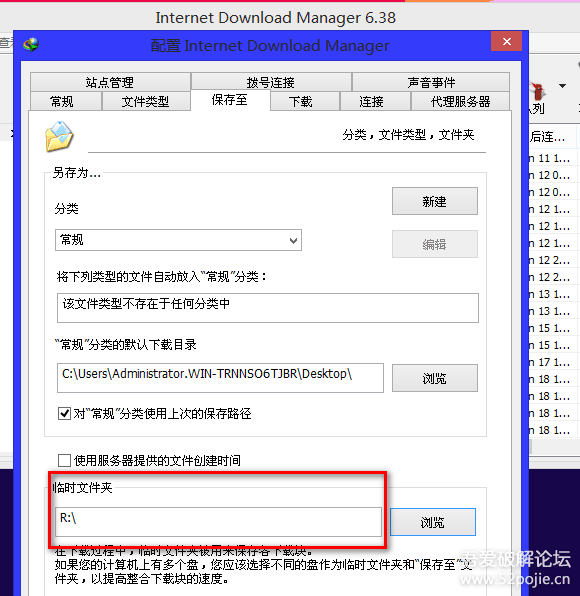 Internet Download Manager 6.38
配置 Internet Download Manager
站点管理 拨号连接 声音事件
常规 文件类型 保存至 下载 连接 代理服务器
分类，文件类型，文件夹
另存为...
分类
新建
常规
编辑
将下列类型的文件自动放入“常规”分类：
该文件类型不存在于任何分类中
“常规”分类的默认下载目录
C:\Users\Administrator.WIN-TRNNSO6TJBR\Desktop\
浏览
对“常规”分类使用上次的保存路径
使用服务器提供的文件创建时间
临时文件夹
R:\
浏览
在下载过程中，临时文件夹被用来保存各下载块。
如果您的计算机上有多个盘，您应该选择不同的盘作为临时文件夹和“保存至”文
件夹，以提高整合下载块的速度。
后连...
n 11 1...
n 12 0...
n 12 0...
n 12 1...
n 12 1...
n 12 1...
n 12 2...
n 12 2...
n 13 1...
n 13 1...
n 15 1...
n 15 1...
n 17 1...
n 18 1...
n 18 1...
n 18 1...
n 18 1...
吾爱破解论坛
www.52pojie.cn